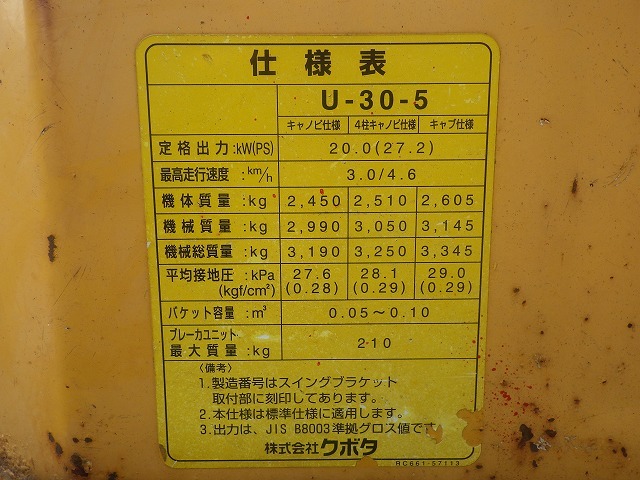 仕様表
U-30-5
キャノピ仕様 4柱キャノピ仕様 キャブ仕様
定格出力:kW(PS) 20.0(27.2)
最高走行速度:km/h 3.0/4.6
機体質量:kg 2,450 2,510 2,605
機械質量:kg 2,990 3,050 3,145
機械総質量:kg 3,190 3,250 3,345
平均接地圧:kPa 27.6 28.1 29.0
(kgf/cm²) (0.28) (0.29) (0.29)
バケット容量:m³ 0.05～0.10
ブレーカユニット
最大質量:kg 210
〈備考〉
1.製造番号はスイングブラケット
取付部に刻印してあります。
2.本仕様は標準仕様に適用します。
3.出力は、JIS B8003準拠グロス値です
株式会社クボタ
RC661-57113